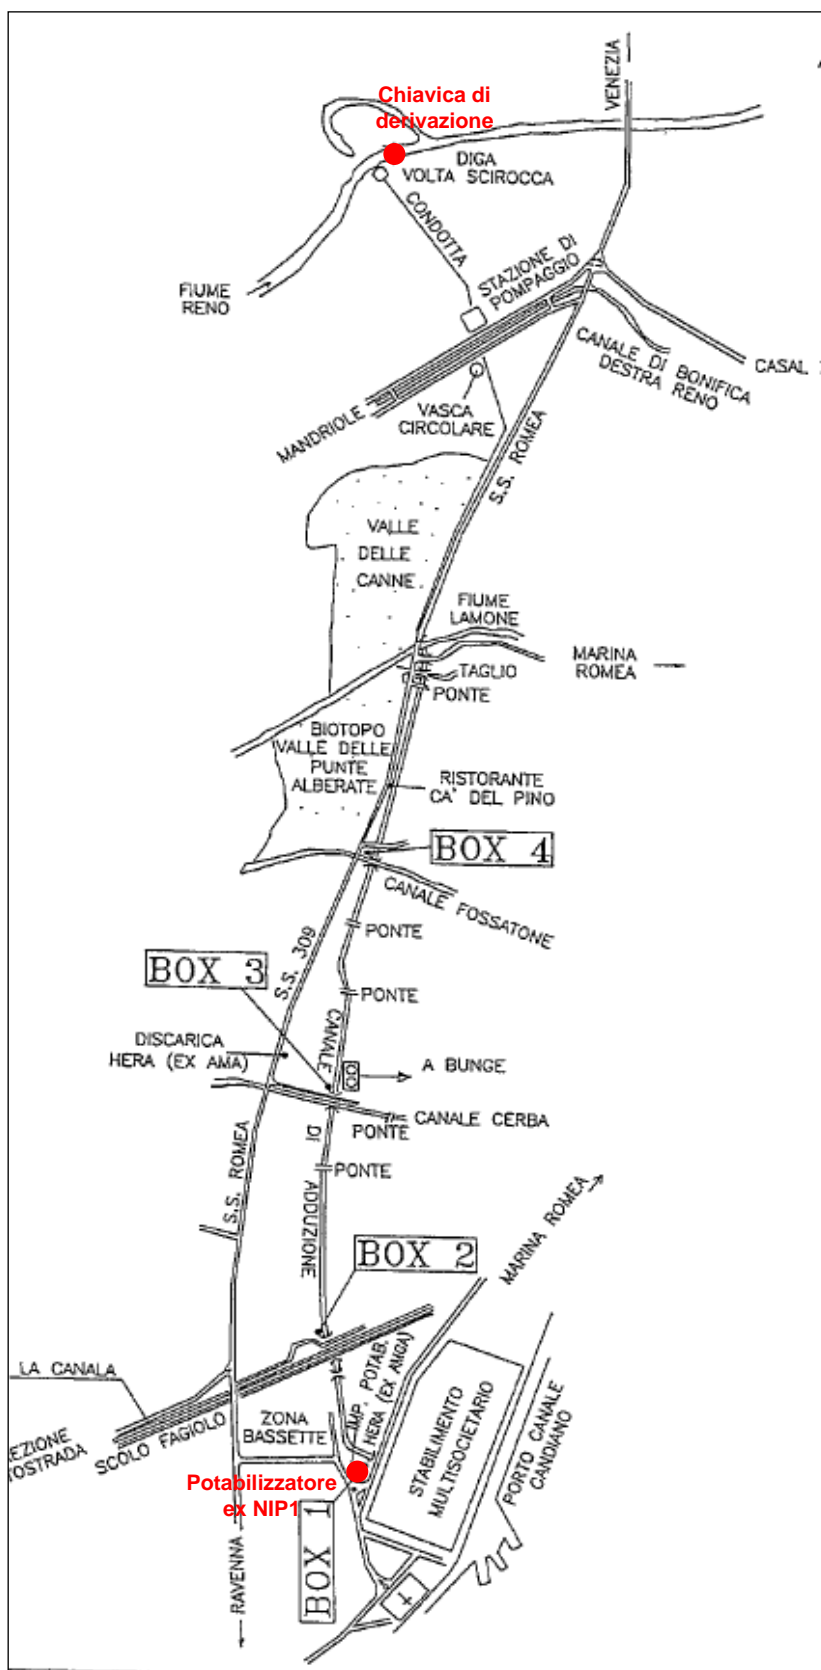 VENEZIA
Chiavica di
derivazione
DIGA
VOLTA SCIROCCA
CONDOTTA
FIUME
RENO
STAZIONE DI
POMPAGGIO
CANALE DI BONIFICA
DESTRA RENO
CASAL
MANDRIOLE
VASCA
CIRCOLARE
S.S. ROMEA
VALLE
DELLE
CANNE
FIUME
LAMONE
MARINA
ROMEA
TAGLIO
PONTE
BIOTOPO
VALLE DELLE
PUNTE
ALBERATE
RISTORANTE
CA' DEL PINO
BOX 4
CANALE FOSSATONE
PONTE
S.S. 309
BOX 3
PONTE
CANALE
DISCARICA
HERA (EX AMA)
A BUNGE
CANALE CERBA
PONTE
DI
PONTE
S.S. ROMEA
ADDUZIONE
MARINA ROMEA
BOX 2
LA CANALA
IMP. POTAB.
HERA (EX AMGA)
ZONA
BASSETTE
SCOLO FAGIOLO
REZIONE
TOSTRADA
STABILIMENTO
MULTISOCIETARIO
PORTO CANALE
CANDIANO
Potabilizzatore
ex NIP1
BOX 1
RAVENNA